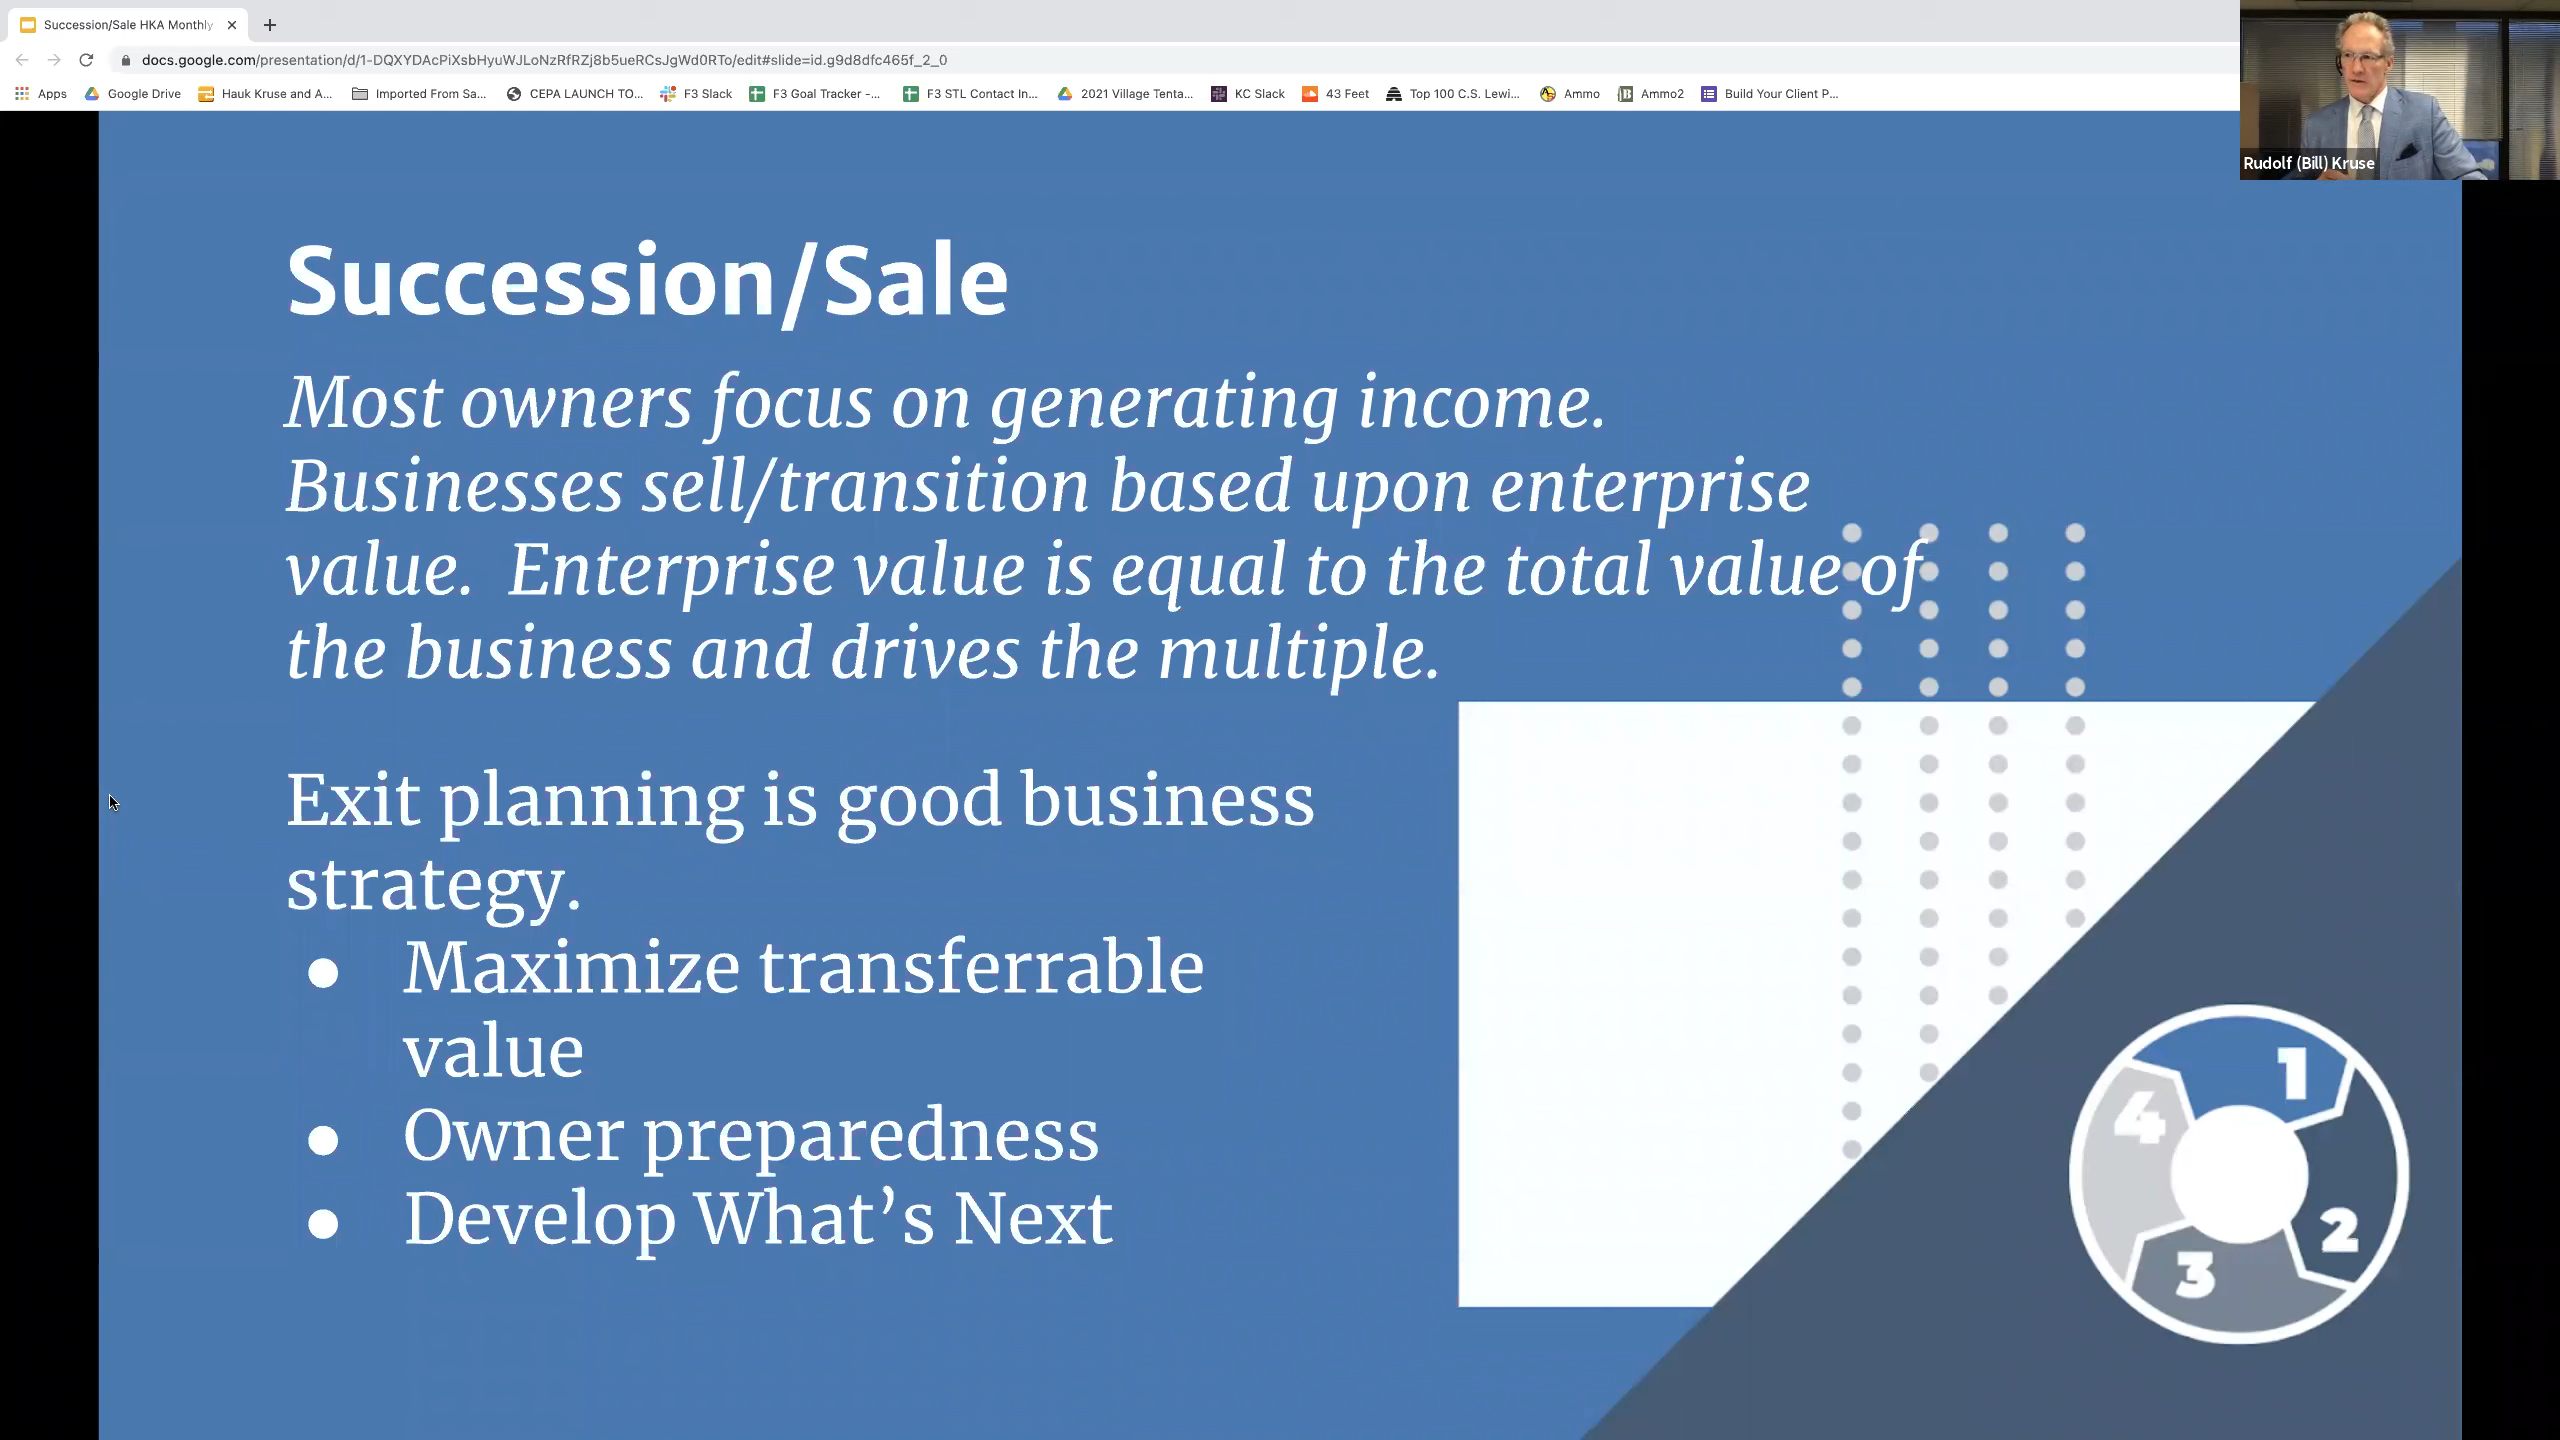 Succession/Sale HKA Monthly
docs.google.com/presentation/d/1-DQXYDAcPiXsbHyuWJLoNzRfRZj8b5ueRCsJgWd0RTo/edit#slide=id.g9d8dfc465f_2_0
Apps Google Drive Hauk Kruse and A... Imported From Sa... CEPA LAUNCH TO... F3 Slack F3 Goal Tracker -... F3 STL Contact In... 2021 Village Tenta... KC Slack 43 Feet Top 100 C.S. Lewi... Ammo Ammo2 Build Your Client P...
Rudolf (Bill) Kruse
Succession/Sale
Most owners focus on generating income.
Businesses sell/transition based upon enterprise
value. Enterprise value is equal to the total value of
the business and drives the multiple.
Exit planning is good business
strategy.
● Maximize transferrable
value
● Owner preparedness
● Develop What’s Next
1
4
2
3